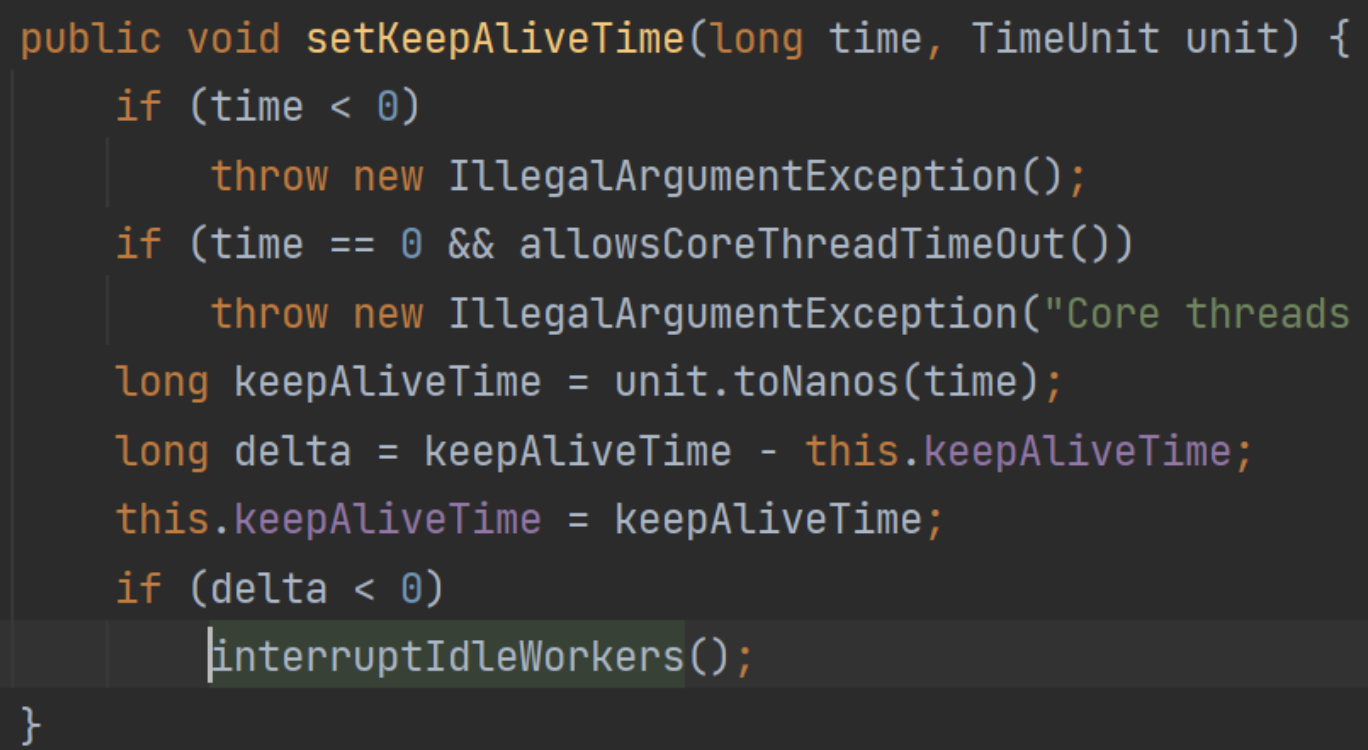 public void setKeepAliveTime(long time, TimeUnit unit) {
if (time < 0)
throw new IllegalArgumentException();
if (time == 0 && allowsCoreThreadTimeOut())
throw new IllegalArgumentException("Core threads
long keepAliveTime = unit.toNanos(time);
long delta = keepAliveTime - this.keepAliveTime;
this.keepAliveTime = keepAliveTime;
if (delta < 0)
interruptIdleWorkers();
}